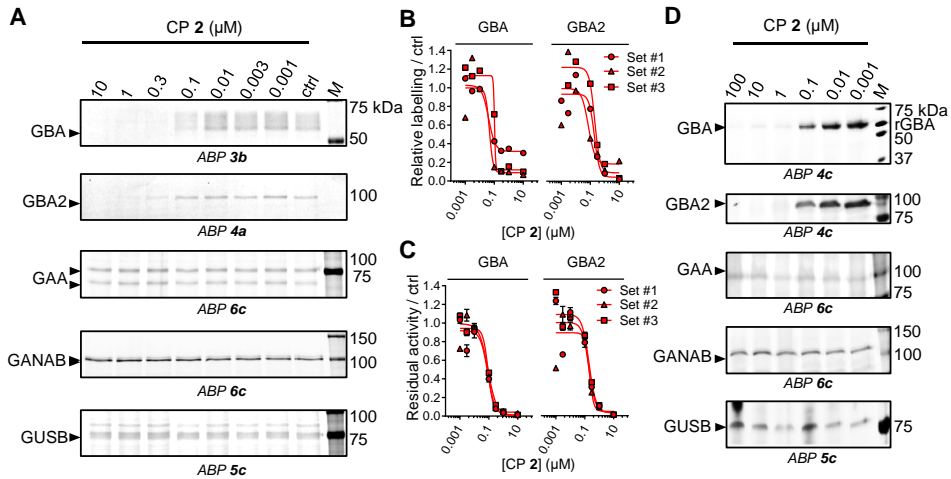 A
CP 2 (µM)
10 1 0.3 0.1 0.01 0.003 0.001 ctrl M
75 kDa
GBA
50
ABP 3b
GBA2
100
ABP 4a
GAA
100
75
ABP 6c
150
GANAB
100
ABP 6c
100
GUSB
75
ABP 5c
B
GBA GBA2
Relative labelling / ctrl
1.4
1.2
1.0
0.8
0.6
0.4
0.2
0.0
Set #1
Set #2
Set #3
0.001 0.1 10 0.001 0.1 10
[CP 2] (µM)
C
GBA GBA2
Residual activity / ctrl
1.4
1.2
1.0
0.8
0.6
0.4
0.2
0.0
Set #1
Set #2
Set #3
0.001 0.1 10 0.001 0.1 10
[CP 2] (µM)
D
CP 2 (µM)
100 10 1 0.1 0.01 0.001 M
75 kDa
GBA
rGBA
50
37
ABP 4c
GBA2
100
75
ABP 4c
GAA
100
75
ABP 6c
150
GANAB
100
ABP 6c
GUSB
75
ABP 5c